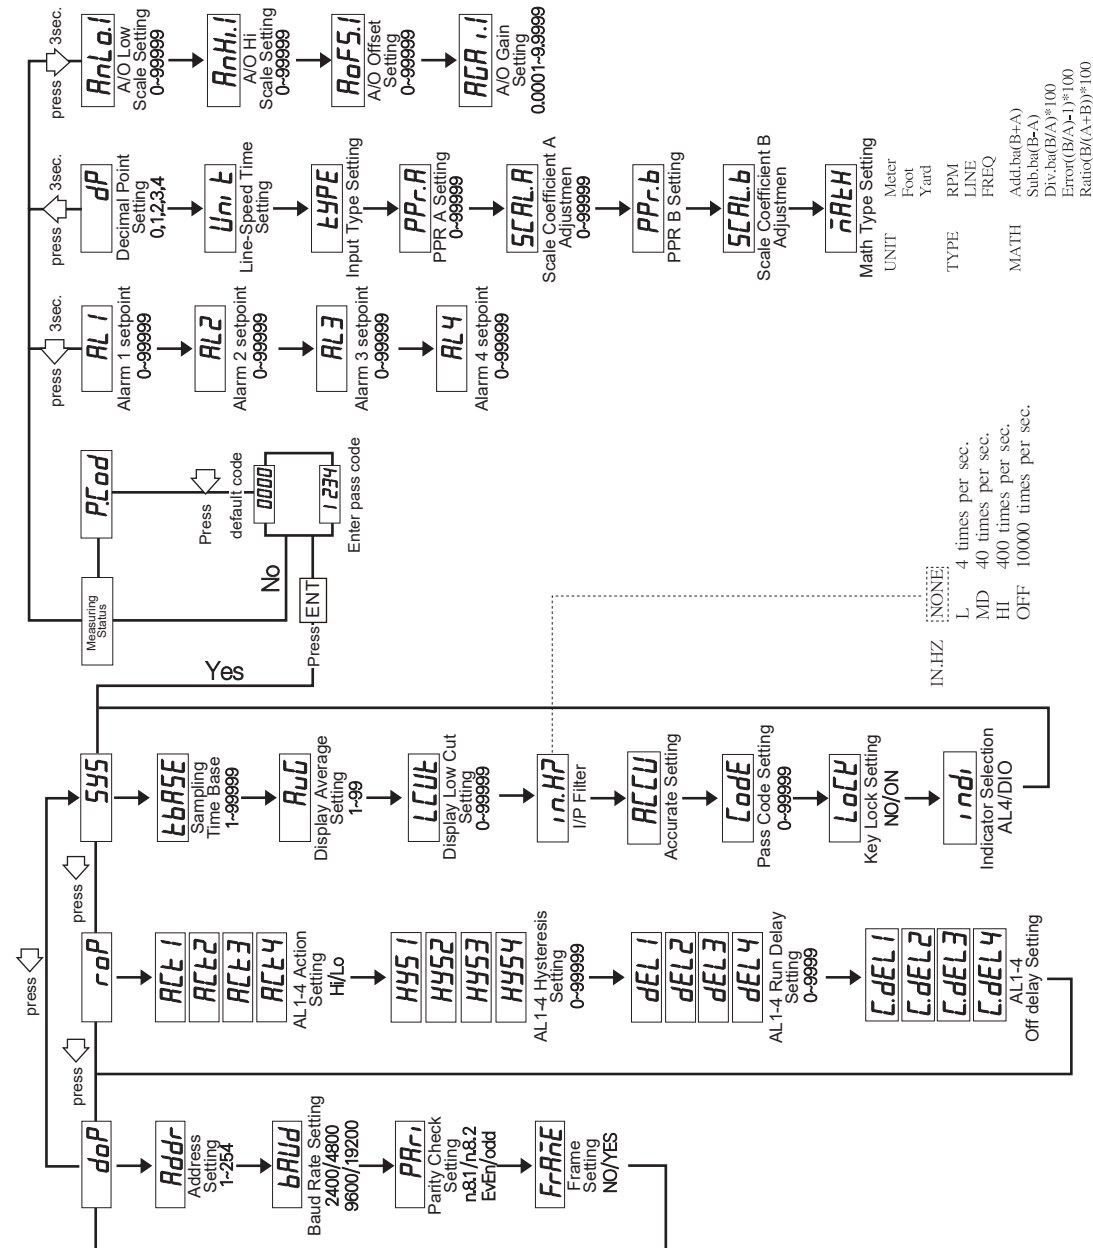 press
3sec.
AnLo.1
A/O Low
Scale Setting
0~99999
AnHi.1
A/O Hi
Scale Setting
0~99999
AoFS.1
A/O Offset
Setting
0~99999
AGAi.1
A/O Gain
Setting
0.0001~9.9999
press
3sec.
dP
Decimal Point
Setting
0,1,2,3,4
Unit
Line-Speed Time
Setting
tYPE
Input Type Setting
PPr.A
PPR A Setting
0~99999
SCAL.A
Scale Coefficient A
Adjustmen
0~99999
PPr.b
PPR B Setting
SCAL.b
Scale Coefficient B
Adjustmen
mAtH
Math Type Setting
UNIT Meter
Foot
Yard
TYPE RPM
LINE
FREQ
MATH Add.ba(B+A)
Sub.ba(B-A)
Div.ba(B/A)*100
Error((B/A)-1)*100
Ratio(B/(A+B))*100
press
3sec.
AL1
Alarm 1 setpoint
0~99999
AL2
Alarm 2 setpoint
0~99999
AL3
Alarm 3 setpoint
0~99999
AL4
Alarm 4 setpoint
0~99999
Measuring
Status
P.Cod
Press
default code
0000
1234
Enter pass code
No
Press
ENT
Yes
press
press
press
SYS
tbASE
Sampling
Time Base
1~99999
AvG
Display Average
Setting
1~99
LCUt
Display Low Cut
Setting
0~99999
in.HZ
I/P Filter
ACCU
Accurate Setting
CodE
Pass Code Setting
0~99999
LoCK
Key Lock Setting
NO/ON
indi
Indicator Selection
AL4/DIO
IN.HZ NONE
L 4 times per sec.
MD 40 times per sec.
HI 400 times per sec.
OFF 10000 times per sec.
roP
ACt1
ACt2
ACt3
ACt4
AL1-4 Action
Setting
Hi/Lo
HYS1
HYS2
HYS3
HYS4
AL1-4 Hysteresis
Setting
0~99999
dEL1
dEL2
dEL3
dEL4
AL1-4 Run Delay
Setting
0~9999
C.dEL1
C.dEL2
C.dEL3
C.dEL4
AL1-4
Off delay Setting
doP
Addr
Address
Setting
1~254
bAUd
Baud Rate Setting
2400/4800
9600/19200
PAri
Parity Check
Setting
n.8.1/n.8.2
EvEn/odd
FrAmE
Frame
Setting
NO/YES